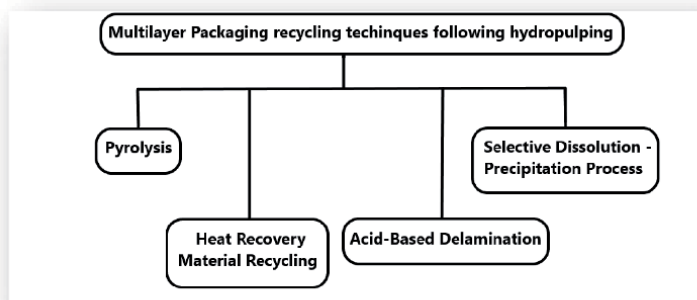 Multilayer Packaging recycling techinques following hydropulping
Pyrolysis
Selective Dissolution -
Precipitation Process
Heat Recovery
Material Recycling
Acid-Based Delamination